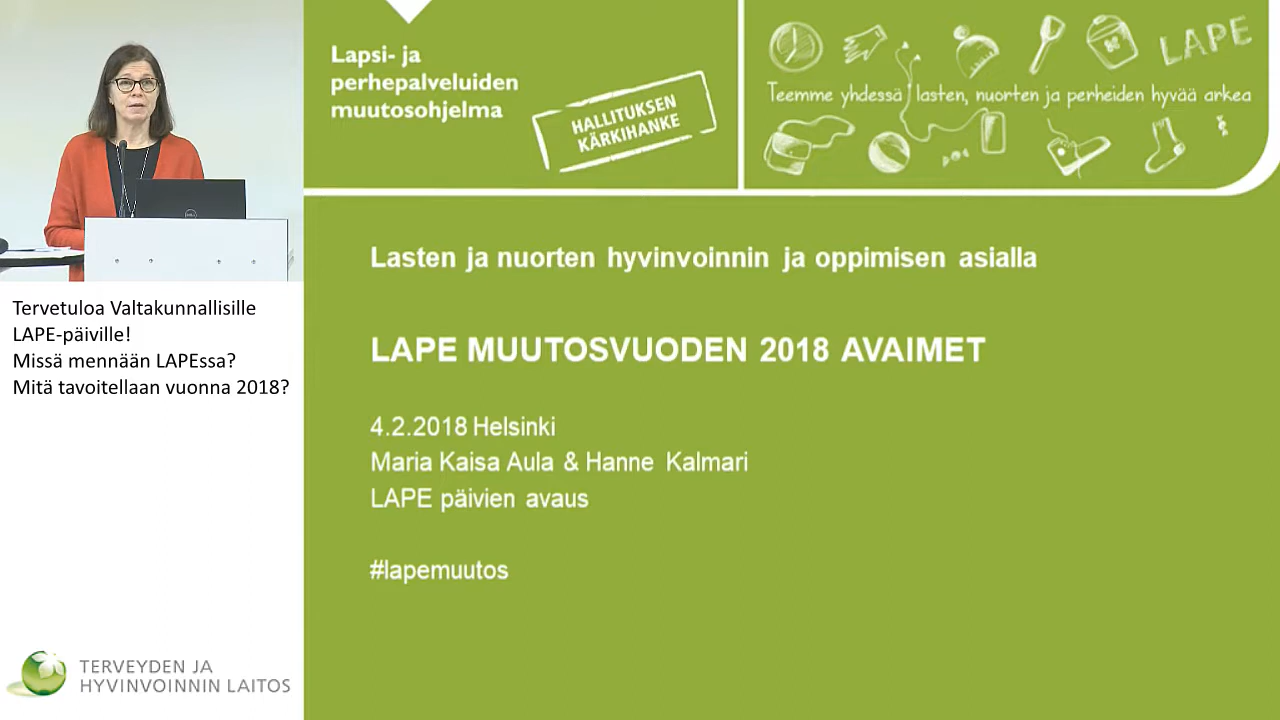 Lapsi- ja
perhepalveluiden
muutosohjelma
HALLITUKSEN
KÄRKIHANKE
LAPE
Teemme yhdessä lasten, nuorten ja perheiden hyvää arkea
Lasten ja nuorten hyvinvoinnin ja oppimisen asialla
LAPE MUUTOSVUODEN 2018 AVAIMET
4.2.2018 Helsinki
Maria Kaisa Aula & Hanne Kalmari
LAPE päivien avaus
#lapemuutos
Tervetuloa Valtakunnallisille
LAPE-päiville!
Missä mennään LAPEssa?
Mitä tavoitellaan vuonna 2018?
TERVEYDEN JA
HYVINVOINNIN LAITOS